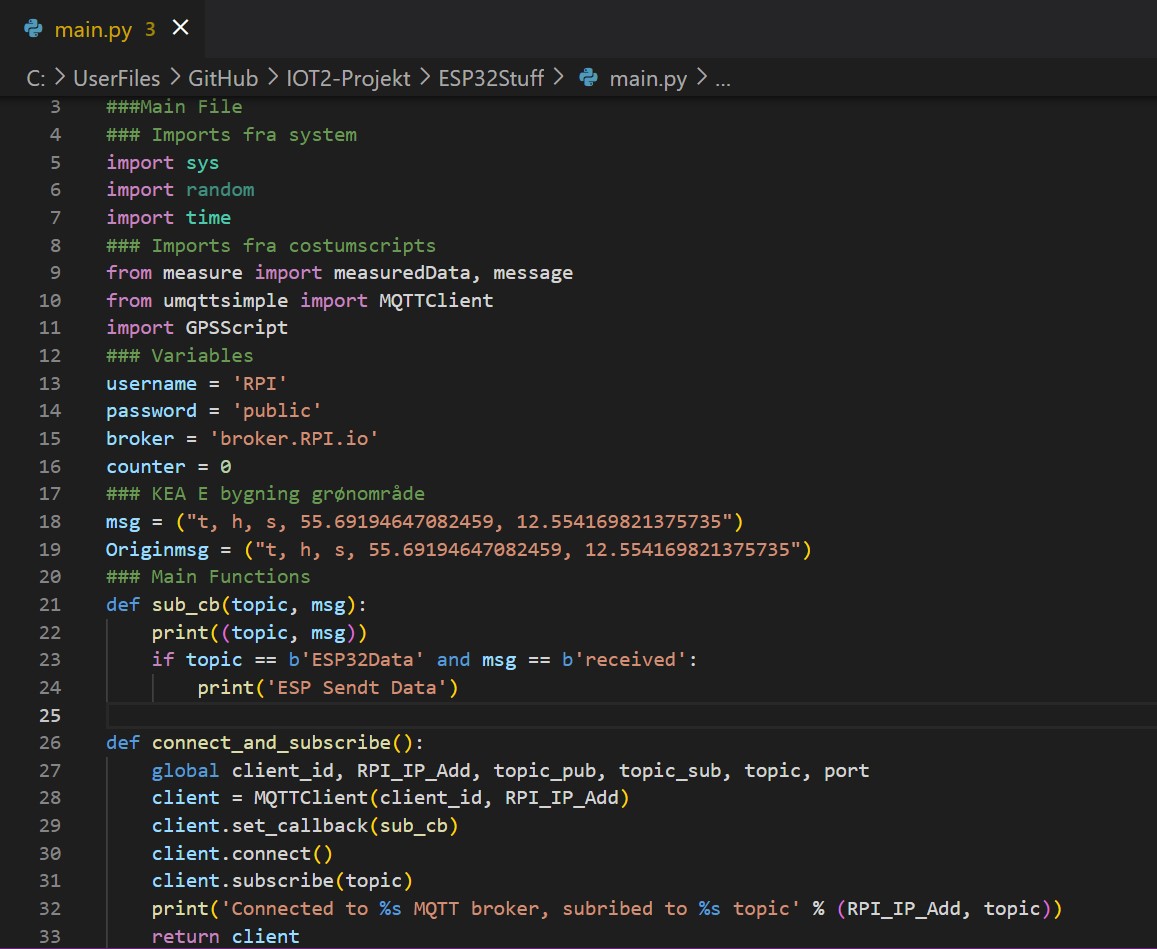 main.py 3
C: > UserFiles > GitHub > IOT2-Projekt > ESP32Stuff > main.py > ...
3 ###Main File
4 ### Imports fra system
5 import sys
6 import random
7 import time
8 ### Imports fra costumscripts
9 from measure import measuredData, message
10 from umqttsimple import MQTTClient
11 import GPSScript
12 ### Variables
13 username = 'RPI'
14 password = 'public'
15 broker = 'broker.RPI.io'
16 counter = 0
17 ### KEA E bygning grønområde
18 msg = ("t, h, s, 55.69194647082459, 12.554169821375735")
19 Originmsg = ("t, h, s, 55.69194647082459, 12.554169821375735")
20 ### Main Functions
21 def sub_cb(topic, msg):
22     print((topic, msg))
23     if topic == b'ESP32Data' and msg == b'received':
24         print('ESP Sendt Data')
25
26 def connect_and_subscribe():
27     global client_id, RPI_IP_Add, topic_pub, topic_sub, topic, port
28     client = MQTTClient(client_id, RPI_IP_Add)
29     client.set_callback(sub_cb)
30     client.connect()
31     client.subscribe(topic)
32     print('Connected to %s MQTT broker, subribed to %s topic' % (RPI_IP_Add, topic))
33     return client